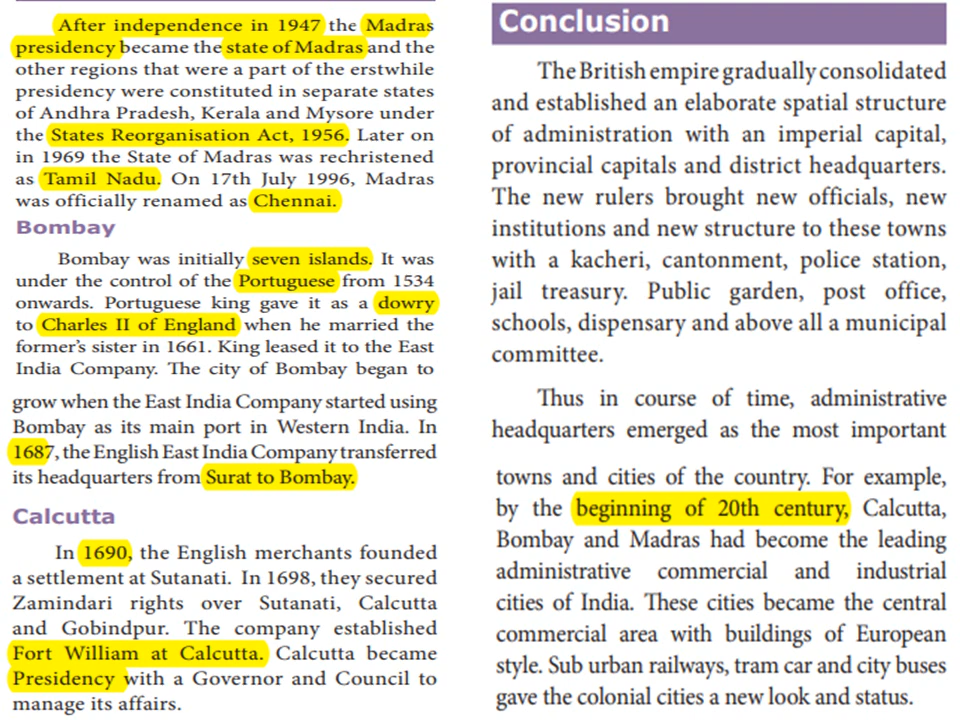 After independence in 1947 the Madras
presidency became the state of Madras and the
other regions that were a part of the erstwhile
presidency were constituted in separate states
of Andhra Pradesh, Kerala and Mysore under
the States Reorganisation Act, 1956. Later on
in 1969 the State of Madras was rechristened
as Tamil Nadu. On 17th July 1996, Madras
was officially renamed as Chennai.
Bombay
Bombay was initially seven islands. It was
under the control of the Portuguese from 1534
onwards. Portuguese king gave it as a dowry
to Charles II of England when he married the
former's sister in 1661. King leased it to the East
India Company. The city of Bombay began to
grow when the East India Company started using
Bombay as its main port in Western India. In
1687, the English East India Company transferred
its headquarters from Surat to Bombay.
Calcutta
In 1690, the English merchants founded
a settlement at Sutanati. In 1698, they secured
Zamindari rights over Sutanati, Calcutta
and Gobindpur. The company established
Fort William at Calcutta. Calcutta became
Presidency with a Governor and Council to
manage its affairs.
Conclusion
The British empire gradually consolidated
and established an elaborate spatial structure
of administration with an imperial capital,
provincial capitals and district headquarters.
The new rulers brought new officials, new
institutions and new structure to these towns
with a kacheri, cantonment, police station,
jail treasury. Public garden, post office,
schools, dispensary and above all a municipal
committee.
Thus in course of time, administrative
headquarters emerged as the most important
towns and cities of the country. For example,
by the beginning of 20th century, Calcutta,
Bombay and Madras had become the leading
administrative commercial and industrial
cities of India. These cities became the central
commercial area with buildings of European
style. Sub urban railways, tram car and city buses
gave the colonial cities a new look and status.